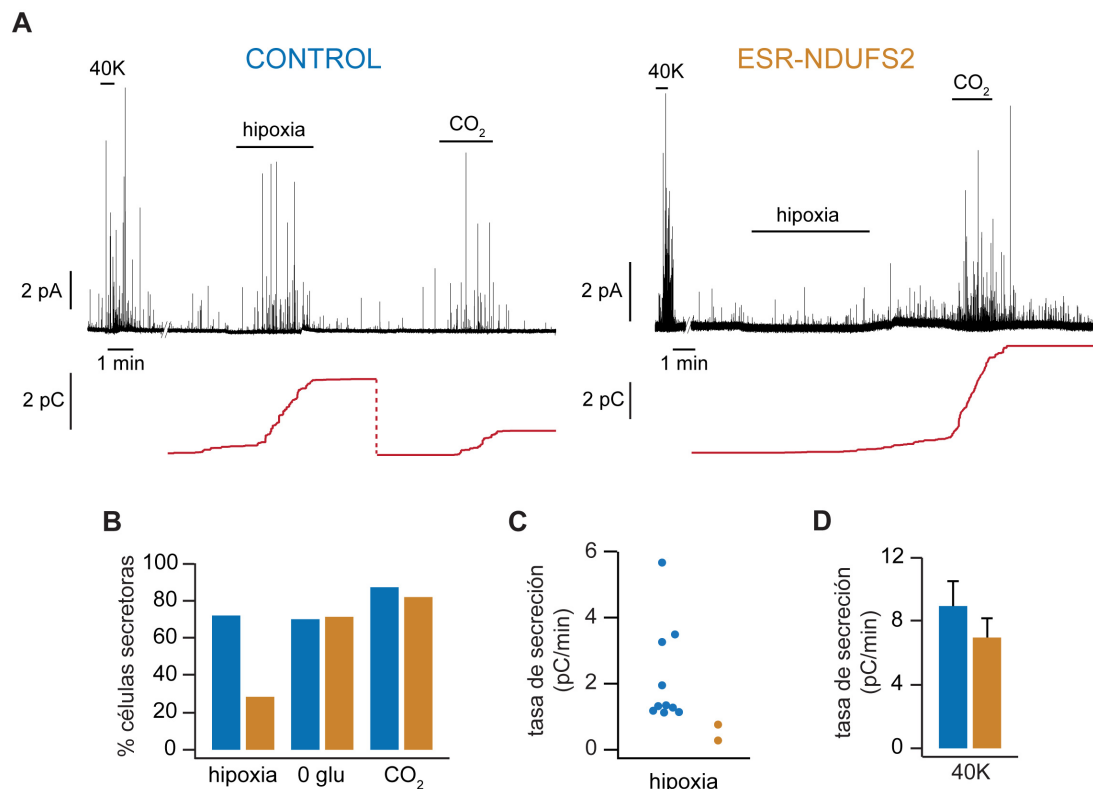 A
CONTROL
ESR-NDUFS2
40K
hipoxia
CO2
2 pA
1 min
2 pC
40K
hipoxia
CO2
2 pA
1 min
2 pC
B
% células secretoras
100
80
60
40
20
0
hipoxia
0 glu
CO2
C
tasa de secreción
(pC/min)
6
4
2
0
hipoxia
D
tasa de secreción
(pC/min)
12
8
4
0
40K